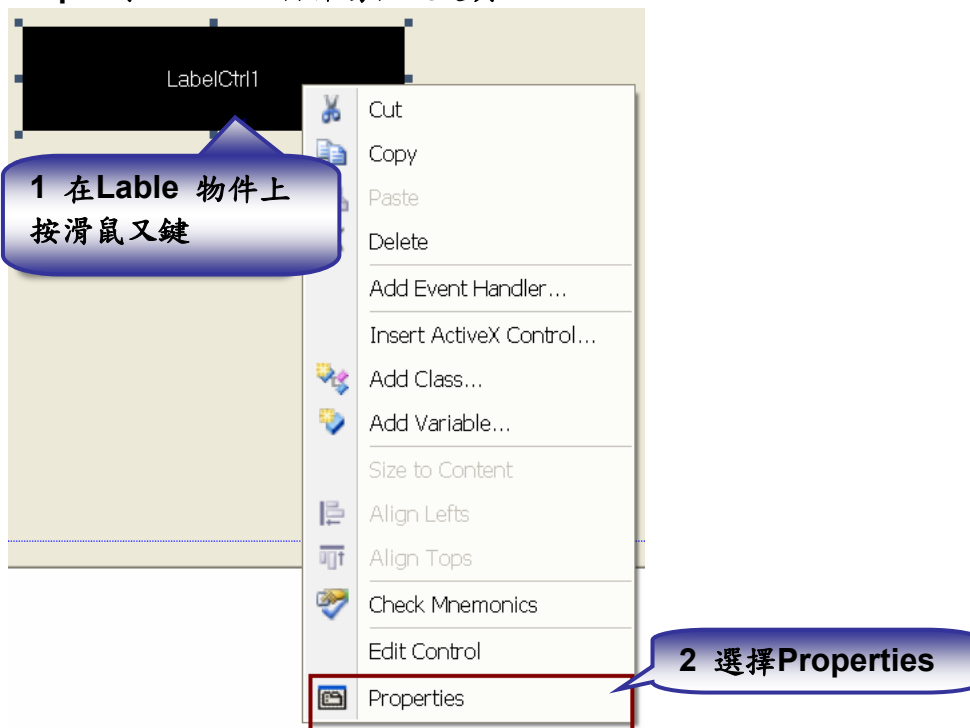 LabelCtrl1
Cut
Copy
1 在Lable 物件上
按滑鼠又鍵
Paste
Delete
Add Event Handler...
Insert ActiveX Control...
Add Class...
Add Variable...
Size to Content
Align Lefts
Align Tops
Check Mnemonics
Edit Control
2 選擇Properties
Properties